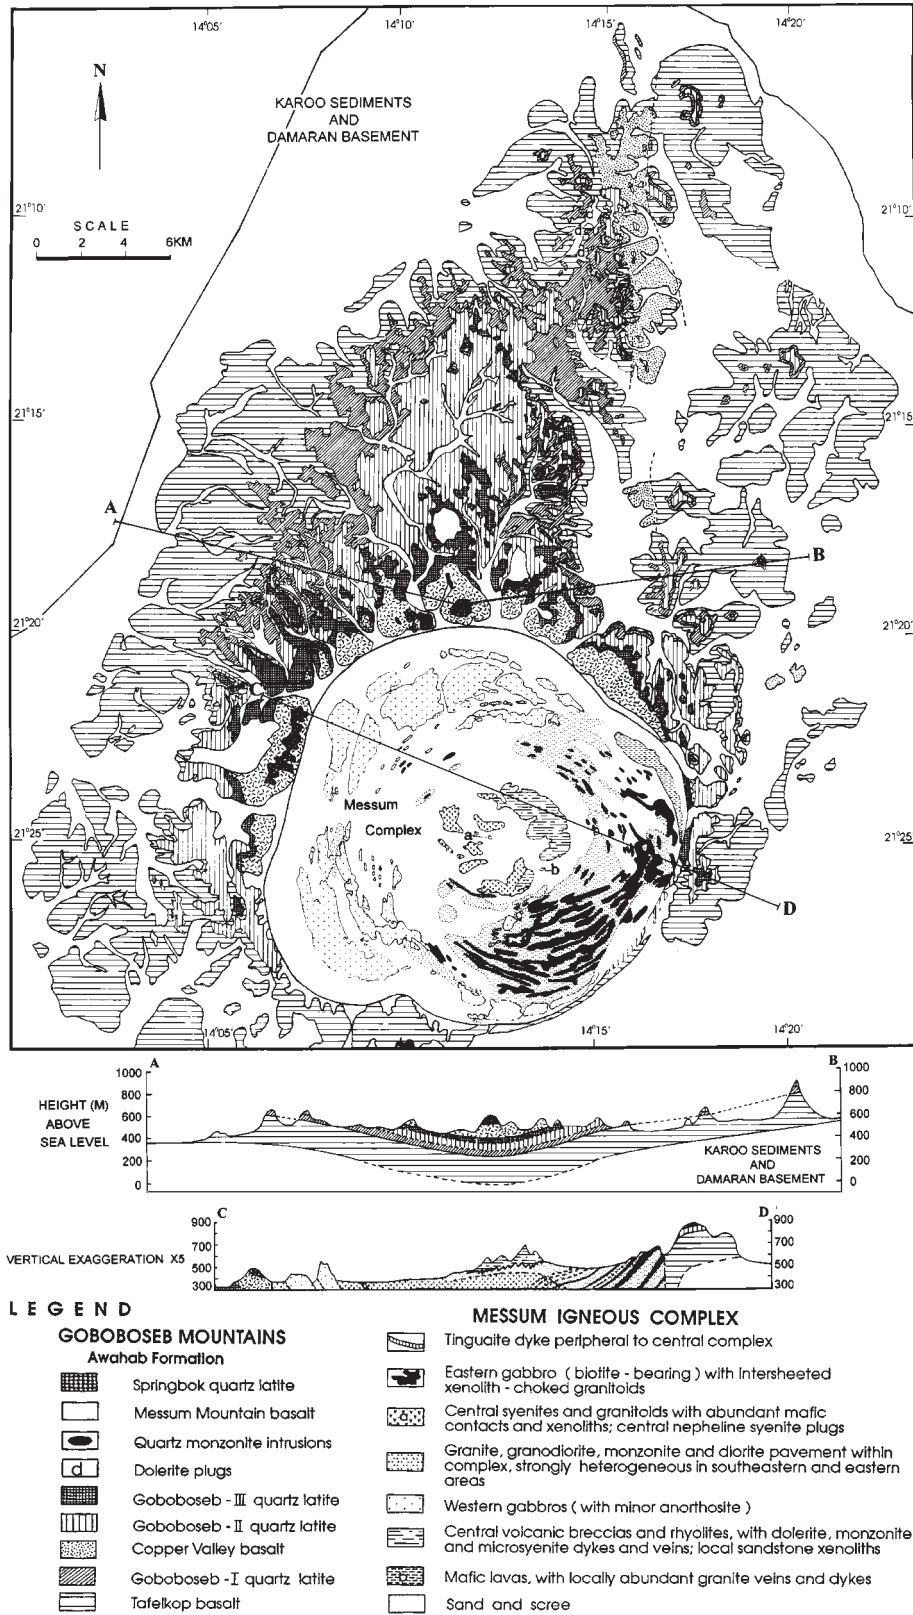 14°05′ 14°10′ 14°15′ 14°20′
N
KAROO SEDIMENTS
AND
DAMARAN BASEMENT
21°10′ 21°10′
SCALE
0 2 4 6KM
d
21°15′ 21°15′
A
B
21°20′ 21°20′
Messum
Complex
a
b
21°25′ 21°25′
D
14°05′ 14°15′ 14°20′
A B
HEIGHT (M)
ABOVE
SEA LEVEL
1000
800
600
400
200
0
1000
800
600
400
200
0
KAROO SEDIMENTS
AND
DAMARAN BASEMENT
C D
VERTICAL EXAGGERATION X5
900
700
500
300
900
700
500
300
LEGEND
GOBOBOSEB MOUNTAINS
Awahab Formation
Springbok quartz latite
Messum Mountain basalt
Quartz monzonite intrusions
d Dolerite plugs
Goboboseb - III quartz latite
Goboboseb - II quartz latite
Copper Valley basalt
Goboboseb - I quartz latite
Tafelkop basalt
MESSUM IGNEOUS COMPLEX
Tinguaite dyke peripheral to central complex
Eastern gabbro ( biotite - bearing ) with intersheeted
xenolith - choked granitoids
a Central syenites and granitoids with abundant mafic
contacts and xenoliths; central nepheline syenite plugs
Granite, granodiorite, monzonite and diorite pavement within
complex, strongly heterogeneous in southeastern and eastern
areas
Western gabbros ( with minor anorthosite )
Central volcanic breccias and rhyolites, with dolerite, monzonite
and microsyenite dykes and veins; local sandstone xenoliths
b Mafic lavas, with locally abundant granite veins and dykes
Sand and scree